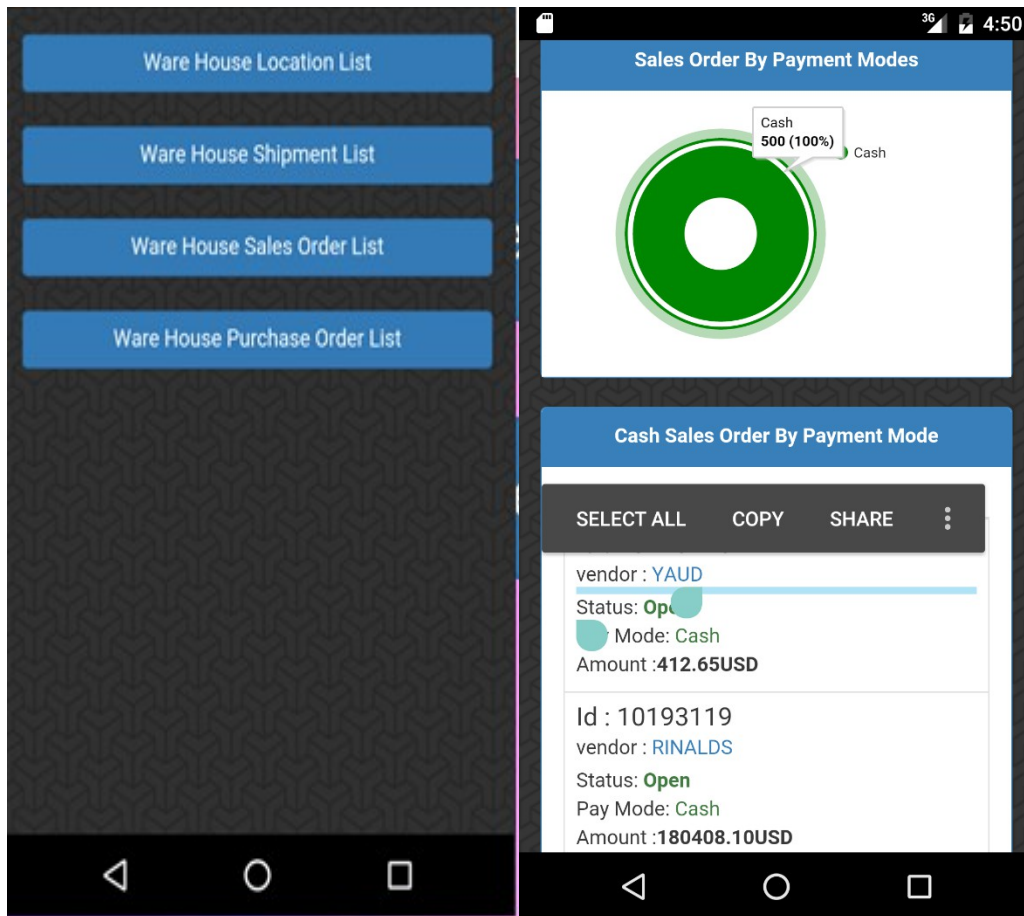 Ware House Location List
Ware House Shipment List
Ware House Sales Order List
Ware House Purchase Order List
3G 4:50
Sales Order By Payment Modes
Cash
500 (100%)
Cash
Cash Sales Order By Payment Mode
SELECT ALL COPY SHARE
vendor : YAUD
Status: Open
Mode: Cash
Amount :412.65USD
Id : 10193119
vendor : RINALDS
Status: Open
Pay Mode: Cash
Amount :180408.10USD